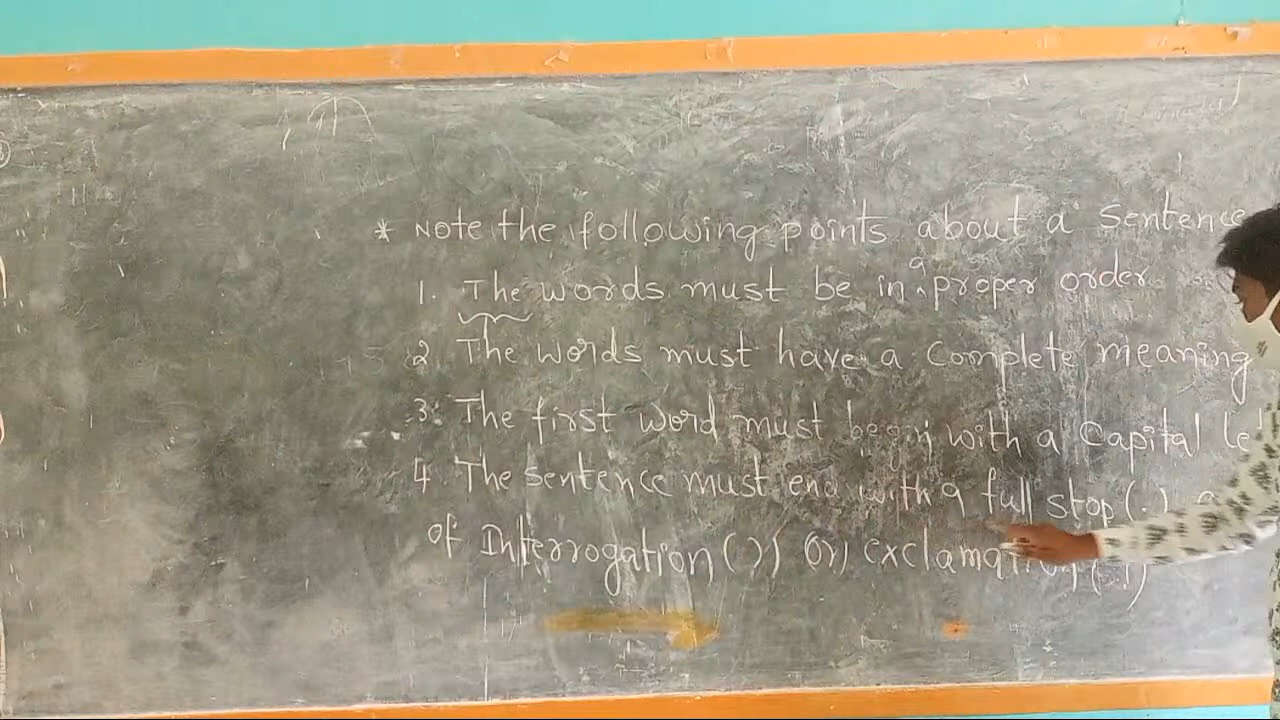 * Note the following points about a Sentence
1. The words must be in a proper order
2 The words must have a Complete meaning
3. The first word must begin with a Capital
4. The sentence must end with a full stop (.)
of Interrogation (?) (or) exclamation (!)